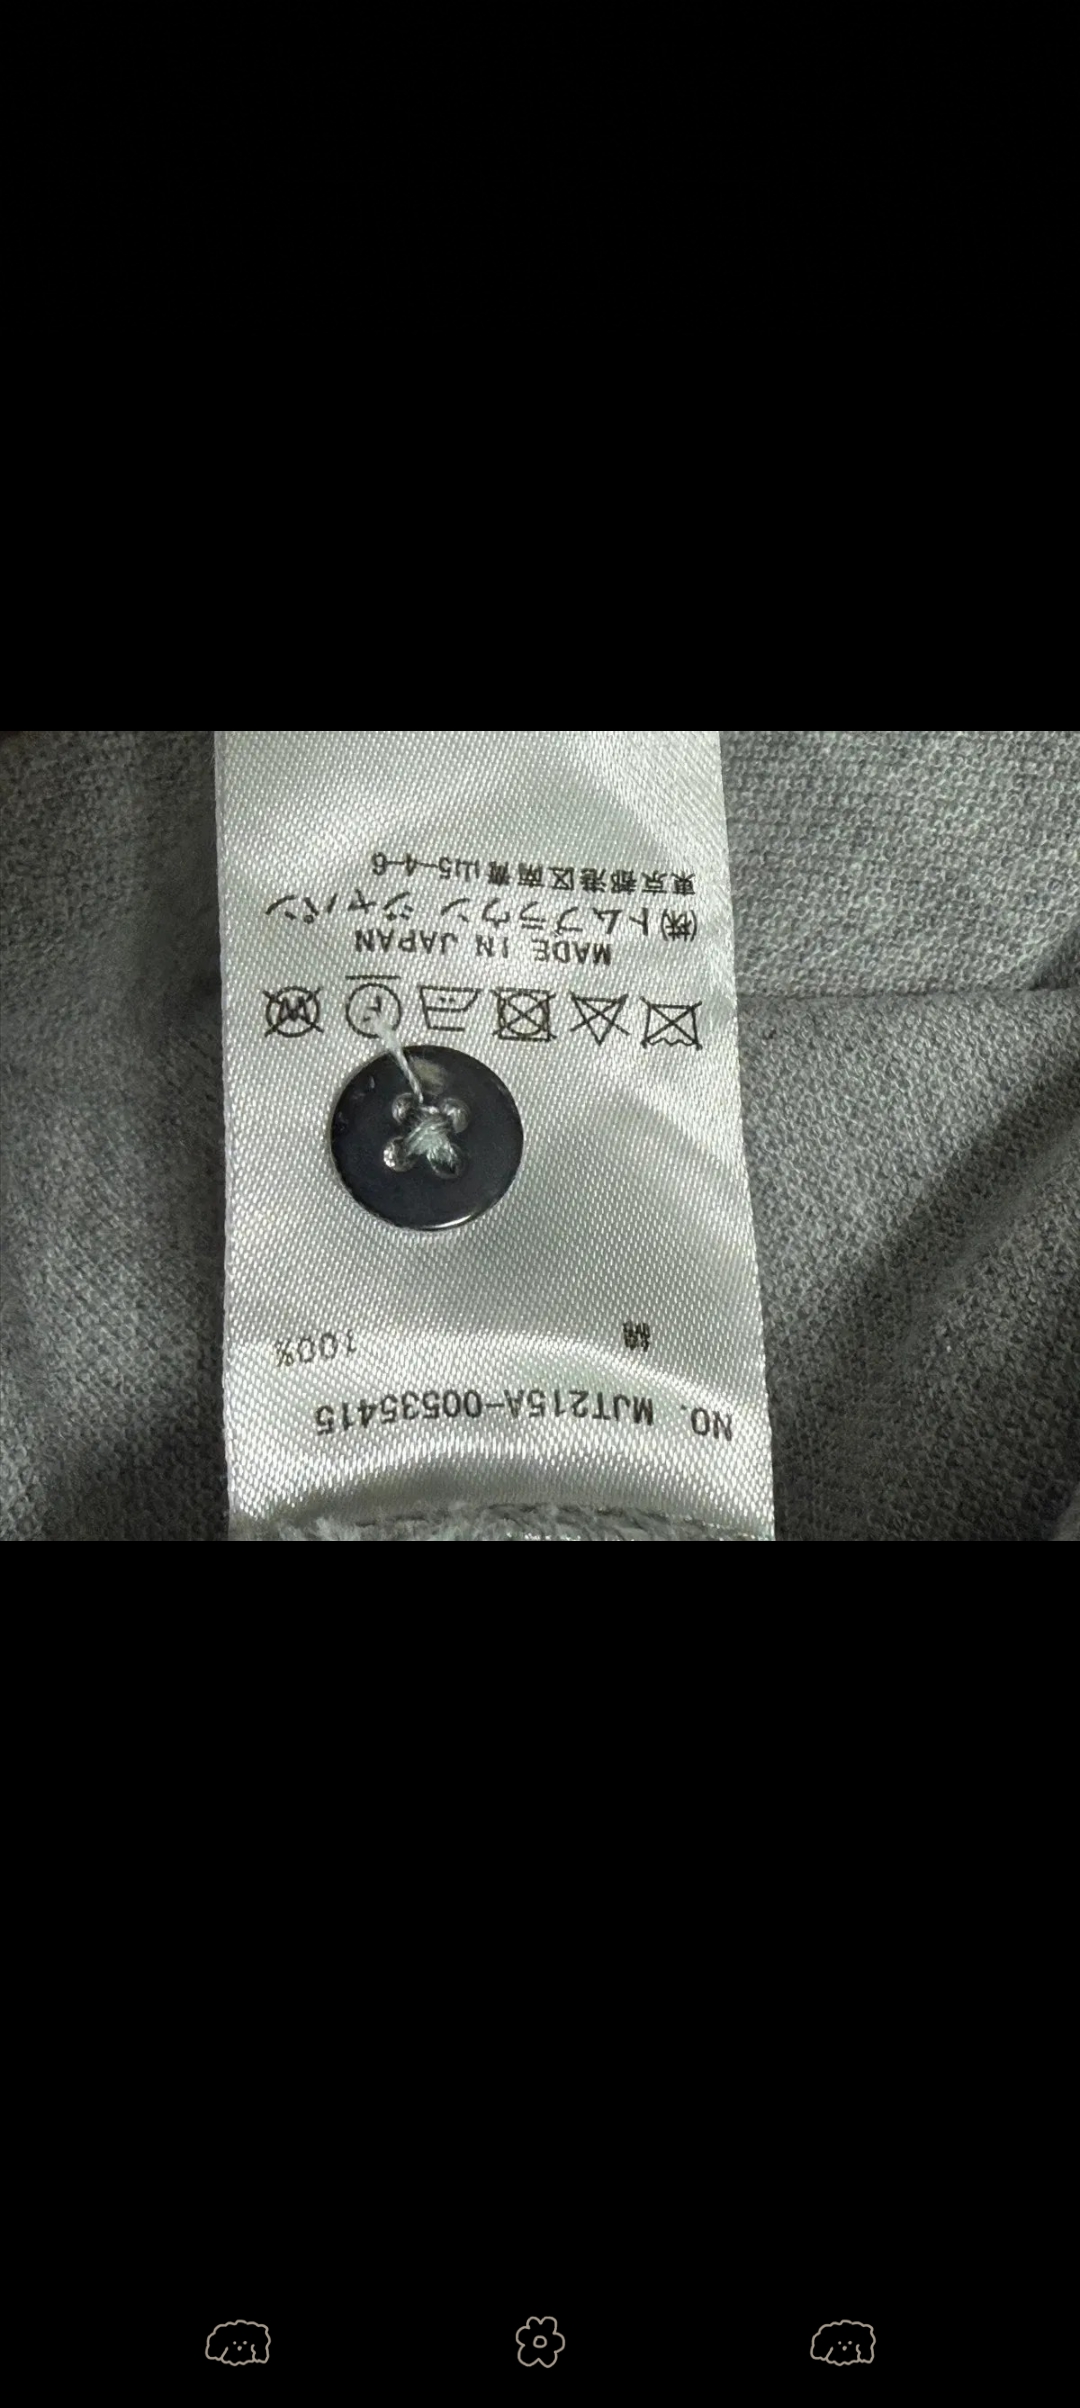 NO. MJT215A-00535415
綿 100%
MADE IN JAPAN
(株)トムブラウン ジャパン
東京都港区南青山5-4-6